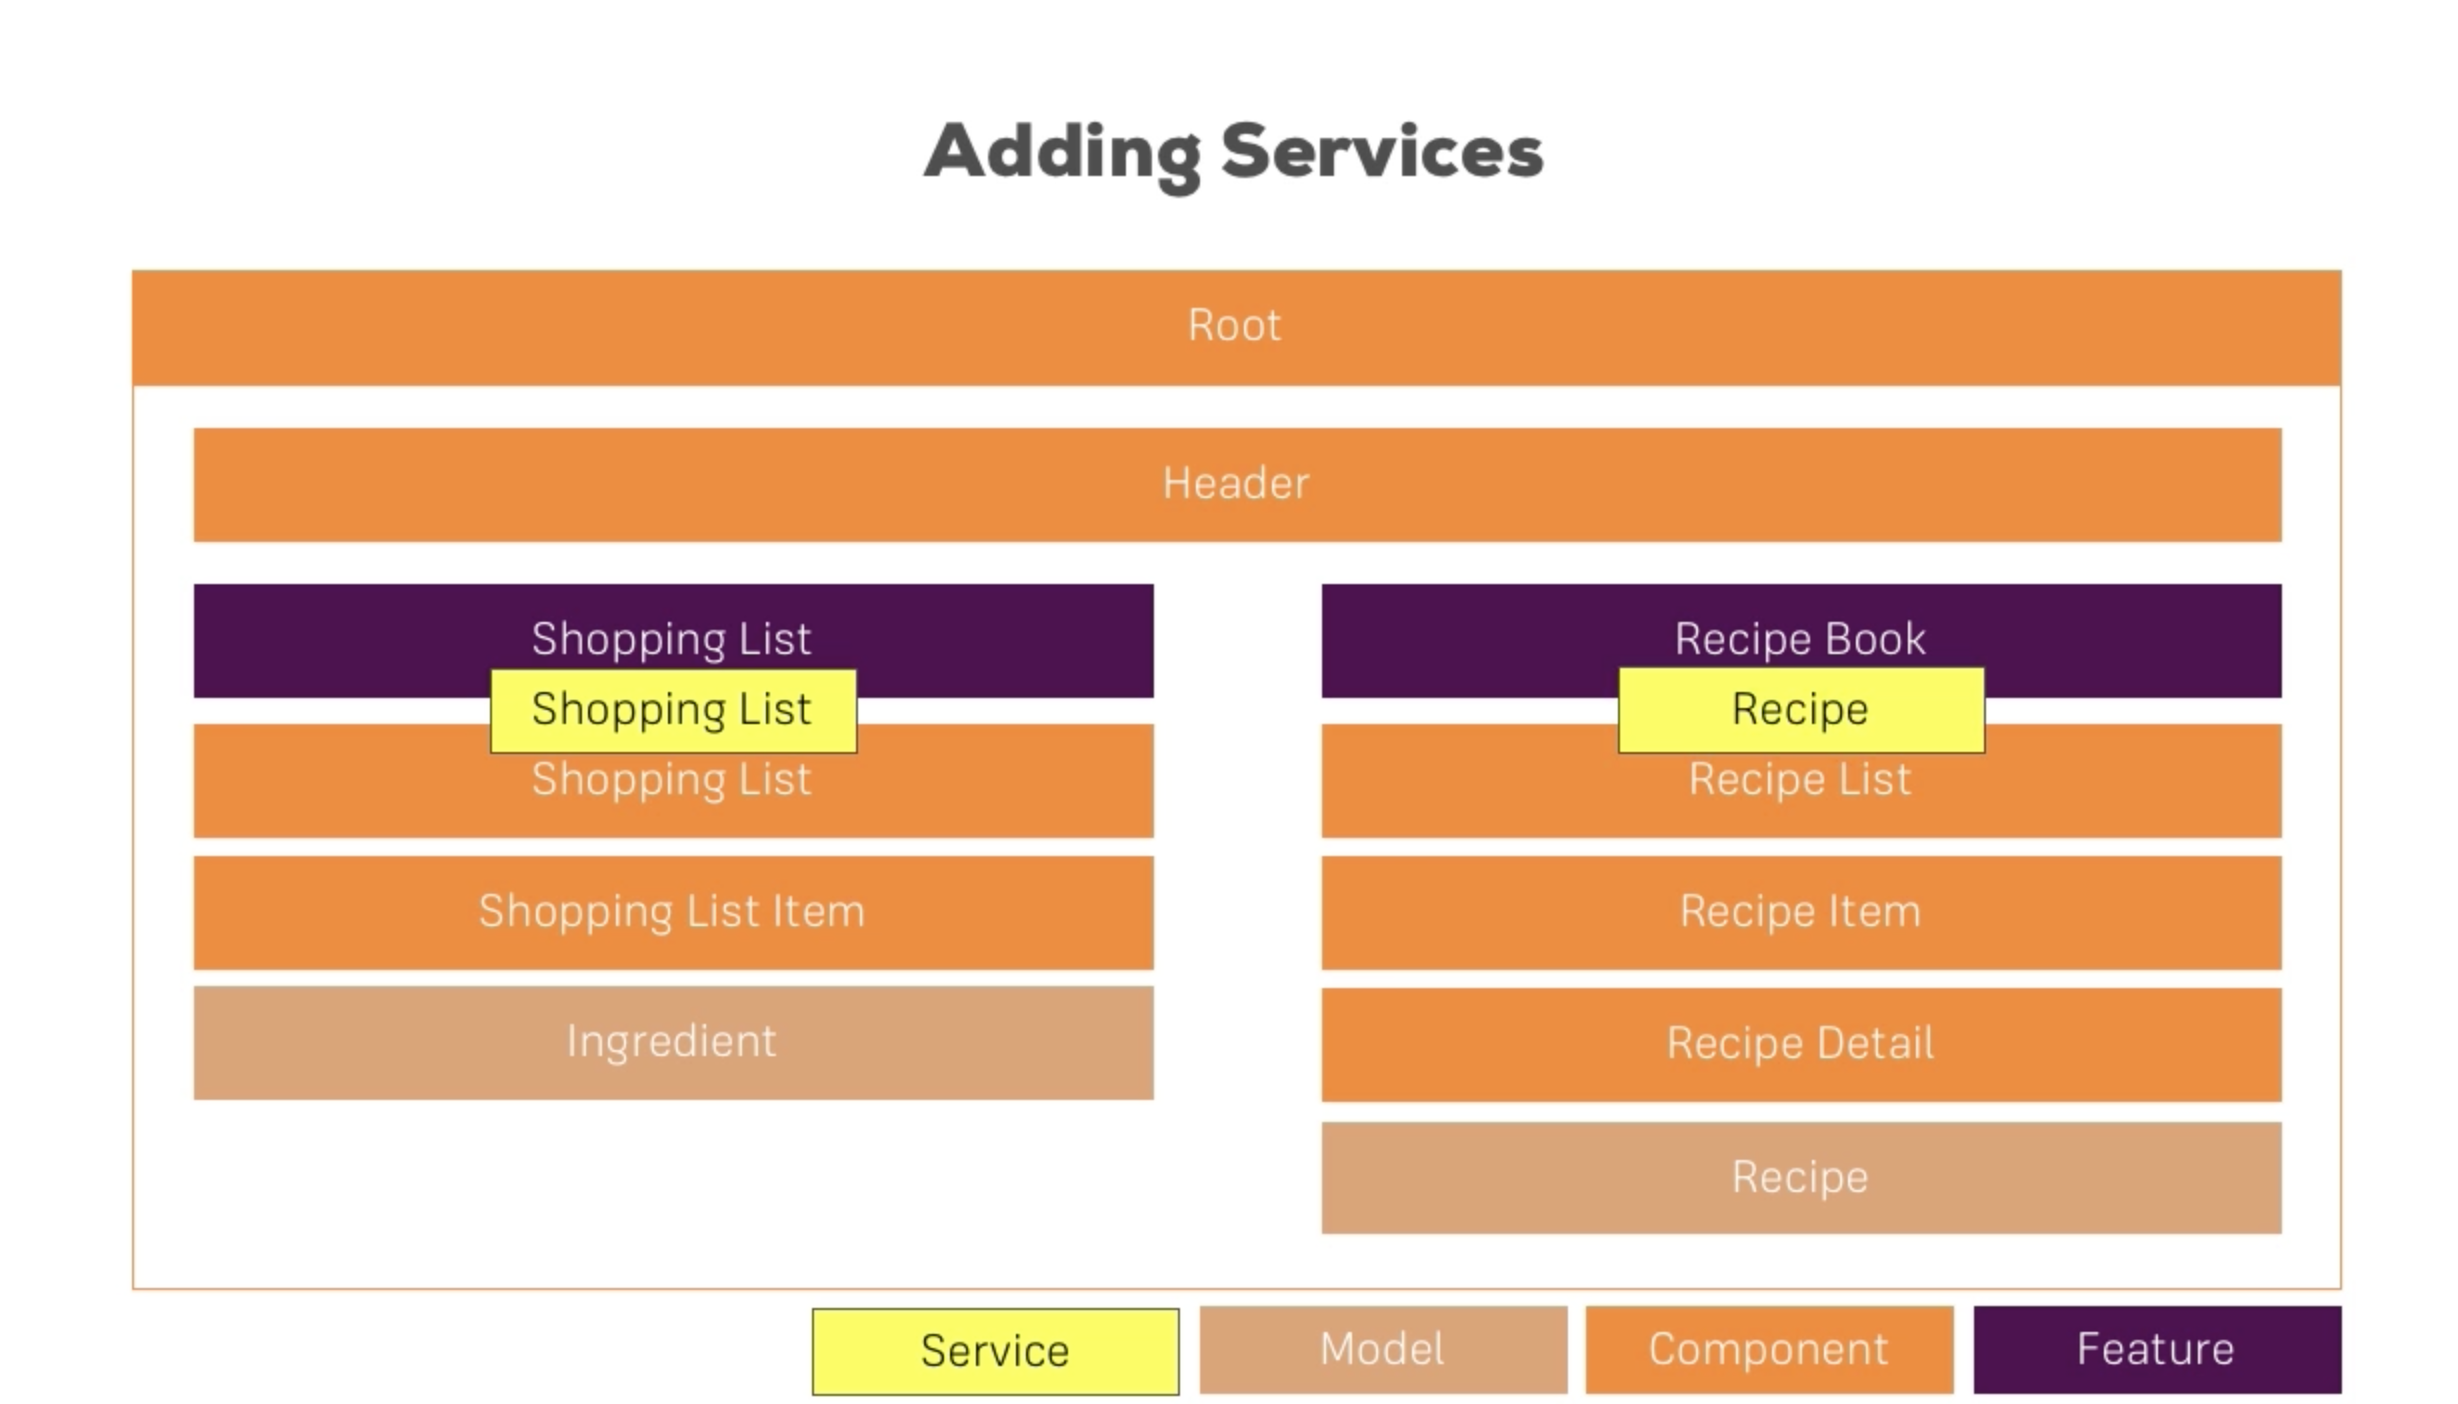 Adding Services
Root
Header
Shopping List
Recipe Book
Shopping List
Recipe
Shopping List
Recipe List
Shopping List Item
Recipe Item
Ingredient
Recipe Detail
Recipe
Service
Model
Component
Feature